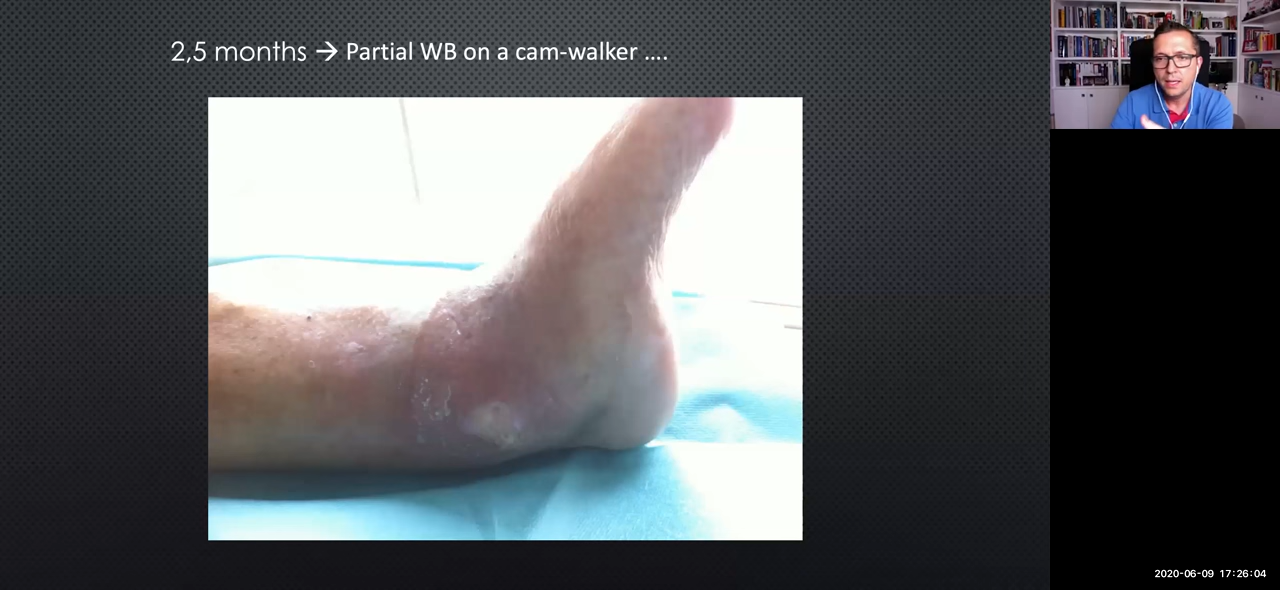 2,5 months → Partial WB on a cam-walker ....
2020-06-09 17:26:04